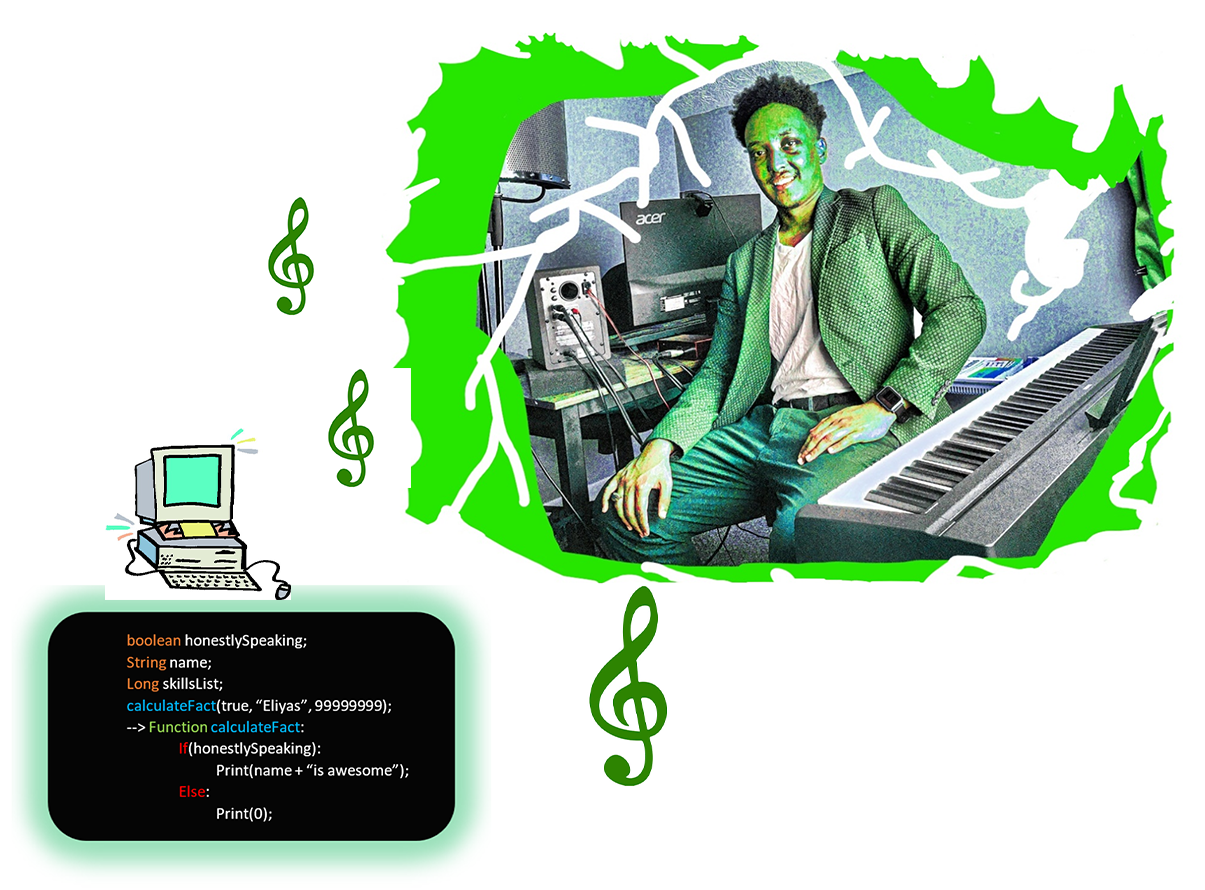 acer
boolean honestlySpeaking;
String name;
Long skillsList;
calculateFact(true, “Eliyas”, 99999999);
--> Function calculateFact:
If(honestlySpeaking):
Print(name + “is awesome”);
Else:
Print(0);